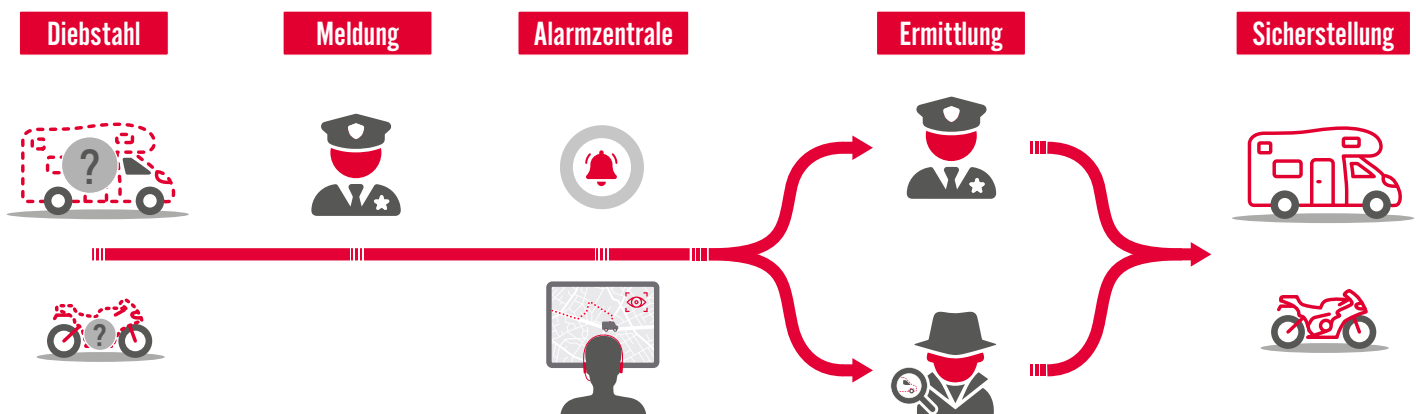 Diebstahl
Meldung
Alarmzentrale
Ermittlung
Sicherstellung
?
?